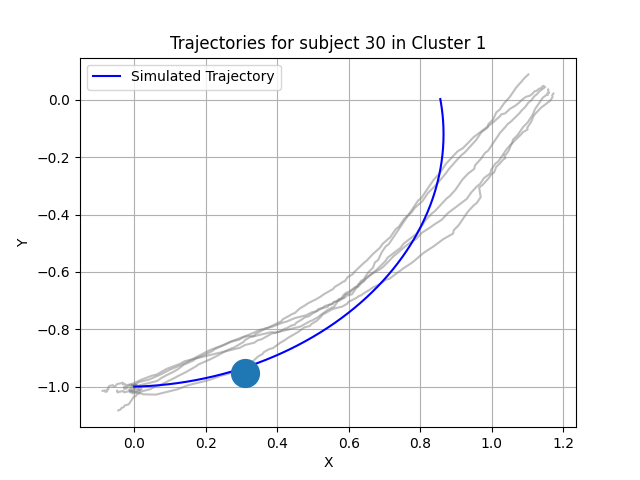 Trajectories for subject 30 in Cluster 1
Simulated Trajectory
0.0
−0.2
−0.4
−0.6
−0.8
−1.0
Y
0.0 0.2 0.4 0.6 0.8 1.0 1.2
X